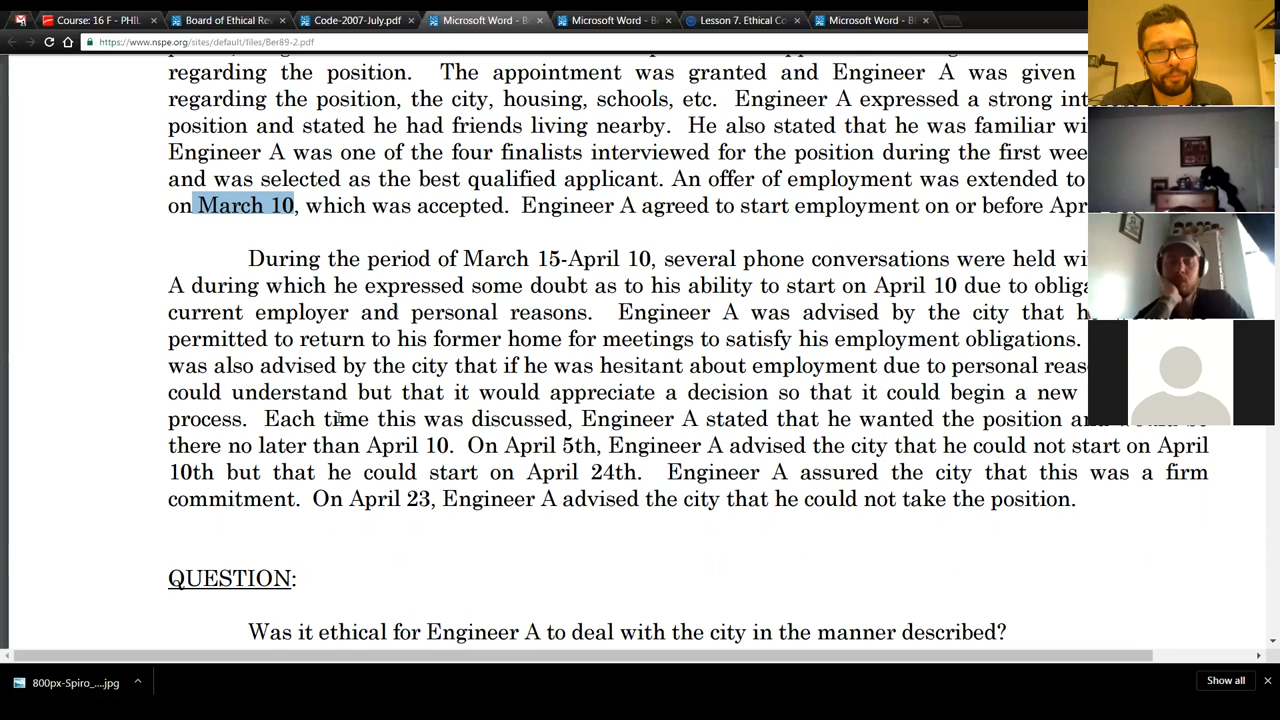 Course: 16 F - PHIL
Board of Ethical Re
Code-2007-July.pdf
Microsoft Word - B
Microsoft Word - B
Lesson 7. Ethical C
Microsoft Word - B
https://www.nspe.org/sites/default/files/Ber89-2.pdf
regarding the position. The appointment was granted and Engineer A was given
regarding the position, the city, housing, schools, etc. Engineer A expressed a strong int
position and stated he had friends living nearby. He also stated that he was familiar wi
Engineer A was one of the four finalists interviewed for the position during the first wee
and was selected as the best qualified applicant. An offer of employment was extended to
on March 10, which was accepted. Engineer A agreed to start employment on or before Apr
During the period of March 15-April 10, several phone conversations were held wi
A during which he expressed some doubt as to his ability to start on April 10 due to obliga
current employer and personal reasons. Engineer A was advised by the city that h
permitted to return to his former home for meetings to satisfy his employment obligations.
was also advised by the city that if he was hesitant about employment due to personal reas
could understand but that it would appreciate a decision so that it could begin a new
process. Each time this was discussed, Engineer A stated that he wanted the position an
there no later than April 10. On April 5th, Engineer A advised the city that he could not start on April
10th but that he could start on April 24th. Engineer A assured the city that this was a firm
commitment. On April 23, Engineer A advised the city that he could not take the position.
QUESTION:
Was it ethical for Engineer A to deal with the city in the manner described?
800px-Spiro_....jpg
Show all